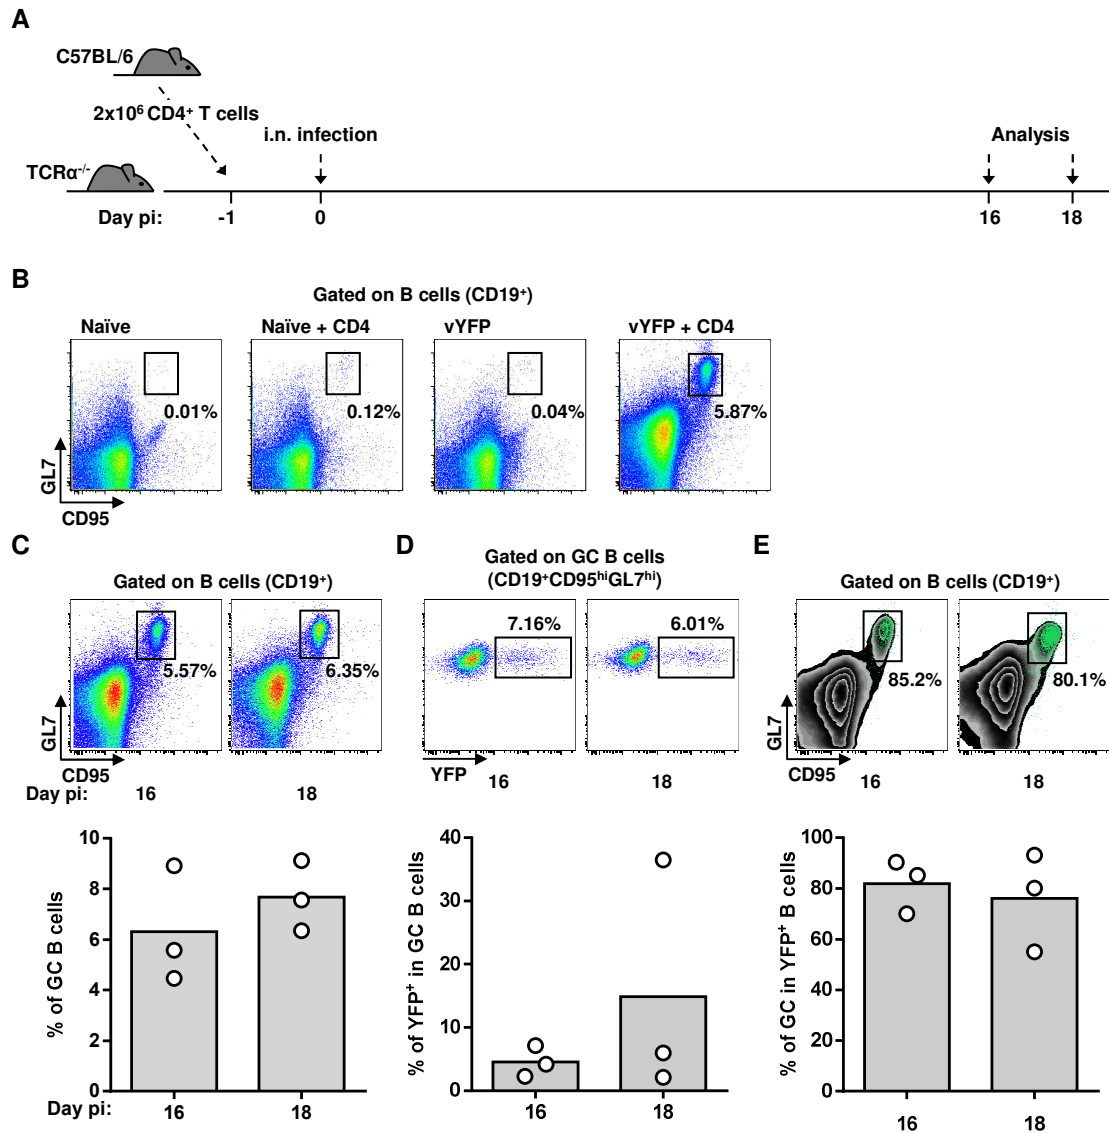 A
C57BL/6
2x10⁶ CD4⁺ T cells
i.n. infection
Analysis
TCRα⁻/⁻
Day pi:
-1
0
16
18
B
Gated on B cells (CD19⁺)
Naïve
Naïve + CD4
vYFP
vYFP + CD4
0.01%
0.12%
0.04%
5.87%
GL7
CD95
C
Gated on B cells (CD19⁺)
5.57%
6.35%
GL7
CD95
Day pi:
16
18
10
8
6
4
2
0
% of GC B cells
Day pi:
16
18
D
Gated on GC B cells
(CD19⁺CD95ʰⁱGL7ʰⁱ)
7.16%
6.01%
YFP
16
18
40
30
20
10
0
% of YFP⁺ in GC B cells
16
18
E
Gated on B cells (CD19⁺)
85.2%
80.1%
GL7
CD95
16
18
100
80
60
40
20
0
% of GC in YFP⁺ B cells
16
18